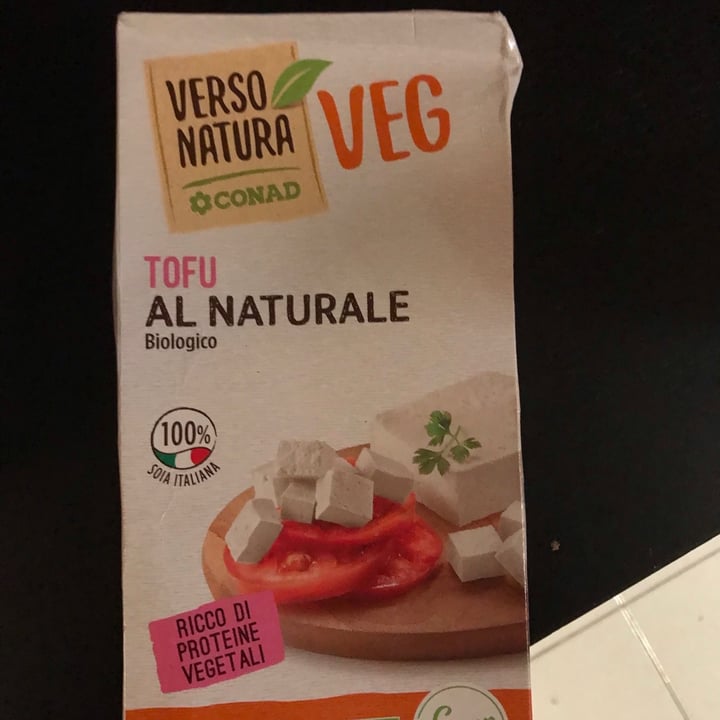 VERSO
NATURA
CONAD
VEG
TOFU
AL NATURALE
Biologico
100%
SOIA ITALIANA
RICCO DI
PROTEINE
VEGETALI